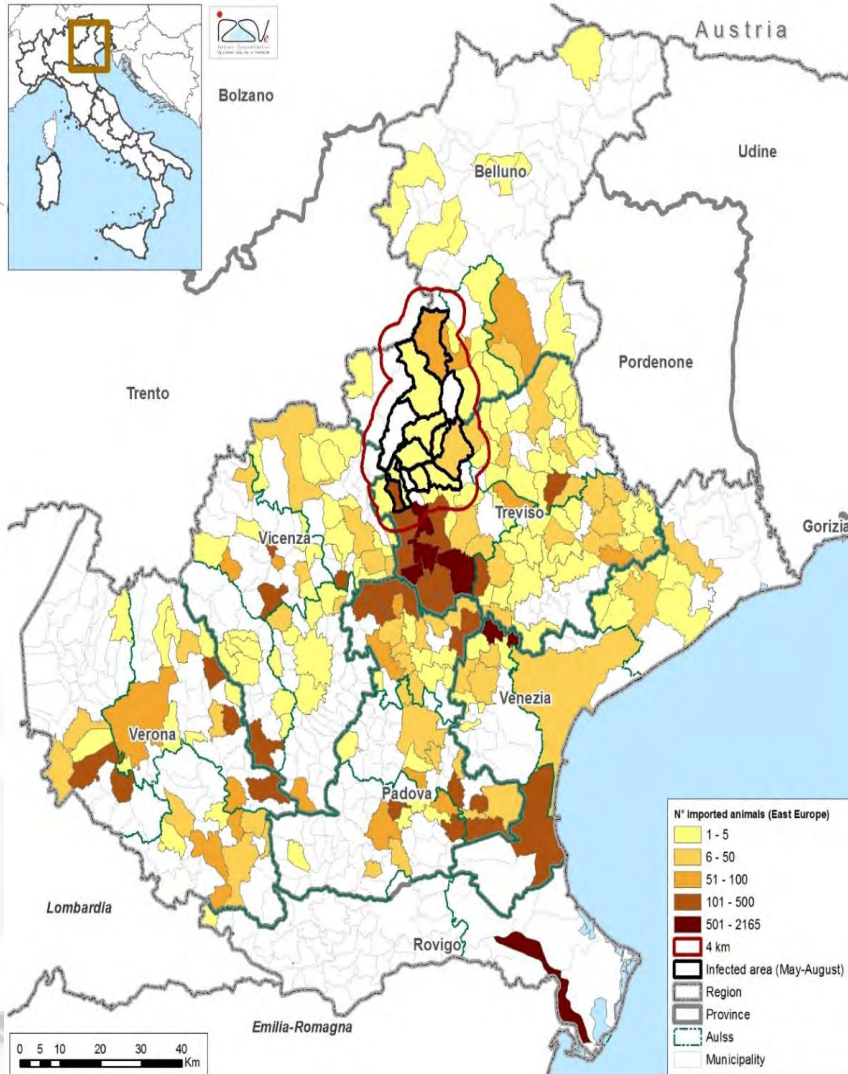 Austria
Bolzano
Udine
Belluno
Pordenone
Trento
Treviso
Gorizia
Vicenza
Venezia
Verona
Padova
Lombardia
Rovigo
Emilia-Romagna
N° imported animals (East Europe)
1 - 5
6 - 50
51 - 100
101 - 500
501 - 2165
4 km
Infected area (May-August)
Region
Province
Aulss
Municipality
0 5 10 20 30 40
Km